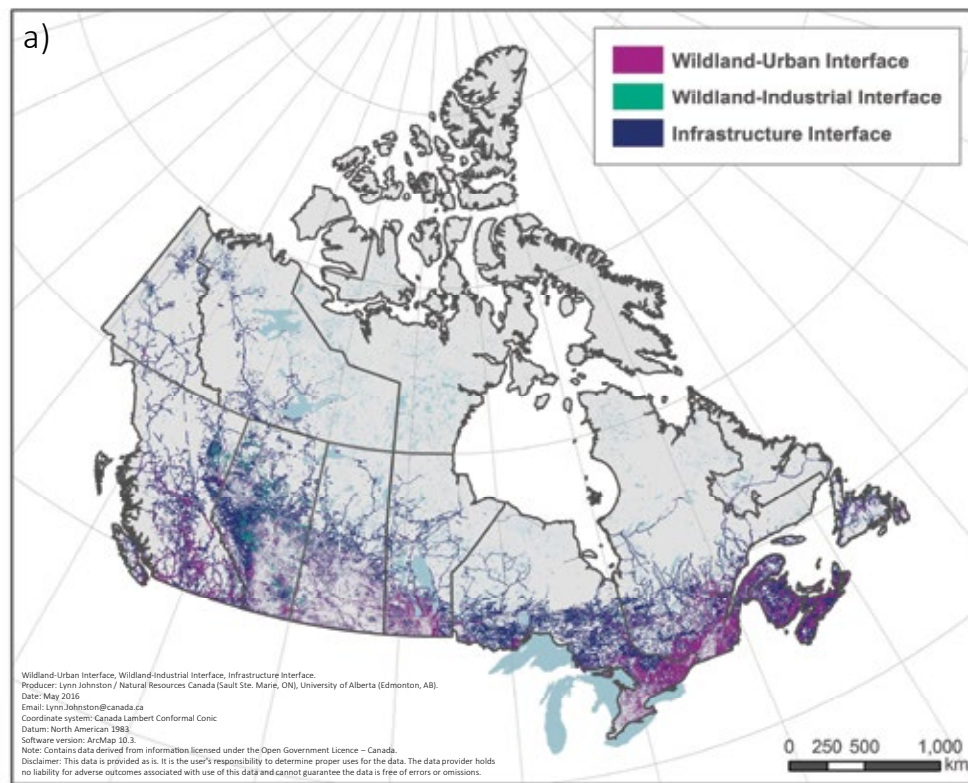 a)
Wildland-Urban Interface
Wildland-Industrial Interface
Infrastructure Interface
Wildland-Urban Interface, Wildland-Industrial Interface, Infrastructure Interface.
Producer: Lynn Johnston / Natural Resources Canada (Sault Ste. Marie, ON), University of Alberta (Edmonton, AB).
Date: May 2016
Email: Lynn.Johnston@canada.ca
Coordinate system: Canada Lambert Conformal Conic
Datum: North American 1983
Software version: ArcMap 10.3.
Note: Contains data derived from information licensed under the Open Government Licence – Canada.
Disclaimer: This data is provided as is. It is the user's responsibility to determine proper uses for the data. The data provider holds
no liability for adverse outcomes associated with use of this data and cannot guarantee the data is free of errors or omissions.
0 250 500 1,000
km